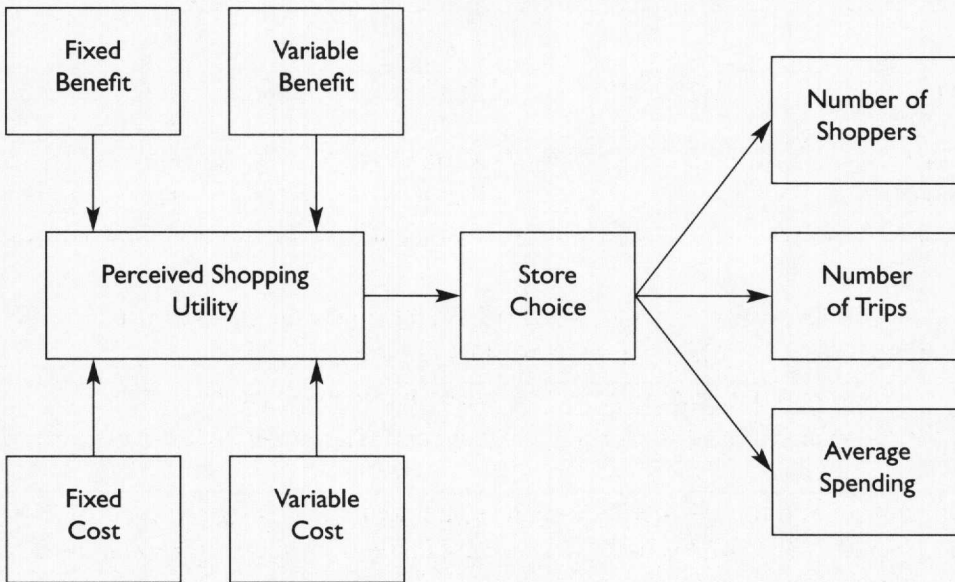 Fixed
Benefit
Variable
Benefit
Number of
Shoppers
Perceived Shopping
Utility
Store
Choice
Number
of Trips
Fixed
Cost
Variable
Cost
Average
Spending